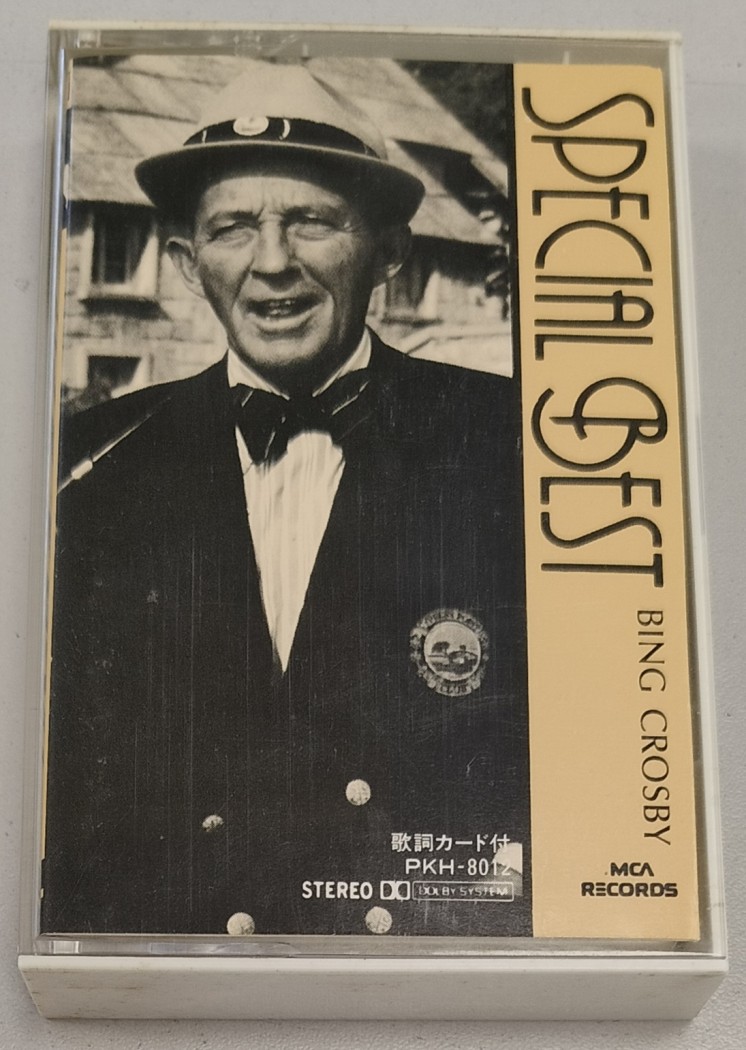 SPECIAL BEST
BING CROSBY
歌詞カード付
PKH-8012
STEREO DOLBY SYSTEM
MCA
RECORDS